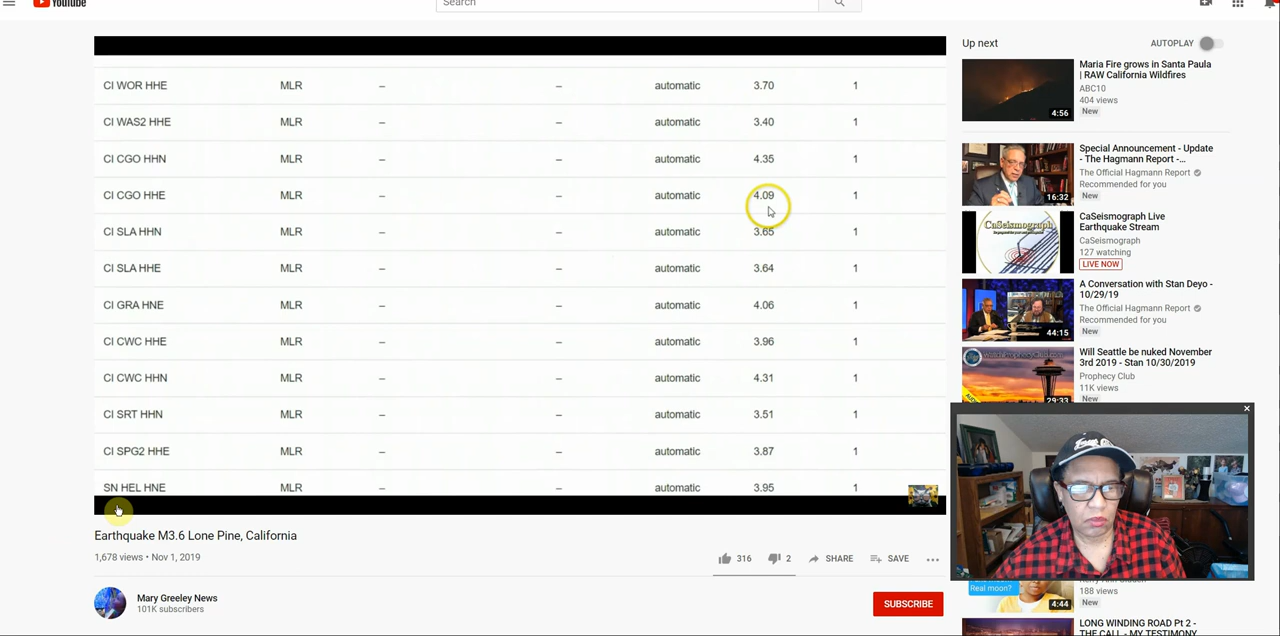 YouTube
Search
CI WOR HHE MLR – – automatic 3.70 1
CI WAS2 HHE MLR – – automatic 3.40 1
CI CGO HHN MLR – – automatic 4.35 1
CI CGO HHE MLR – – automatic 4.09 1
CI SLA HHN MLR – – automatic 3.65 1
CI SLA HHE MLR – – automatic 3.64 1
CI GRA HNE MLR – – automatic 4.06 1
CI CWC HHE MLR – – automatic 3.96 1
CI CWC HHN MLR – – automatic 4.31 1
CI SRT HHN MLR – – automatic 3.51 1
CI SPG2 HHE MLR – – automatic 3.87 1
SN HEL HNE MLR – – automatic 3.95 1
Earthquake M3.6 Lone Pine, California
1,678 views • Nov 1, 2019
316 2 SHARE SAVE
Mary Greeley News
101K subscribers
SUBSCRIBE
Up next AUTOPLAY
4:56
Maria Fire grows in Santa Paula
| RAW California Wildfires
ABC10
404 views
New
16:32
Special Announcement - Update
- The Hagmann Report -...
The Official Hagmann Report
Recommended for you
New
CaSeismograph
CaSeismograph Live
Earthquake Stream
CaSeismograph
127 watching
LIVE NOW
44:15
A Conversation with Stan Deyo -
10/29/19
The Official Hagmann Report
Recommended for you
New
29:33
Will Seattle be nuked November
3rd 2019 - Stan 10/30/2019
Prophecy Club
11K views
New
Real moon?
4:44
188 views
New
LONG WINDING ROAD Pt 2 -
THE CALL - MY TESTIMONY